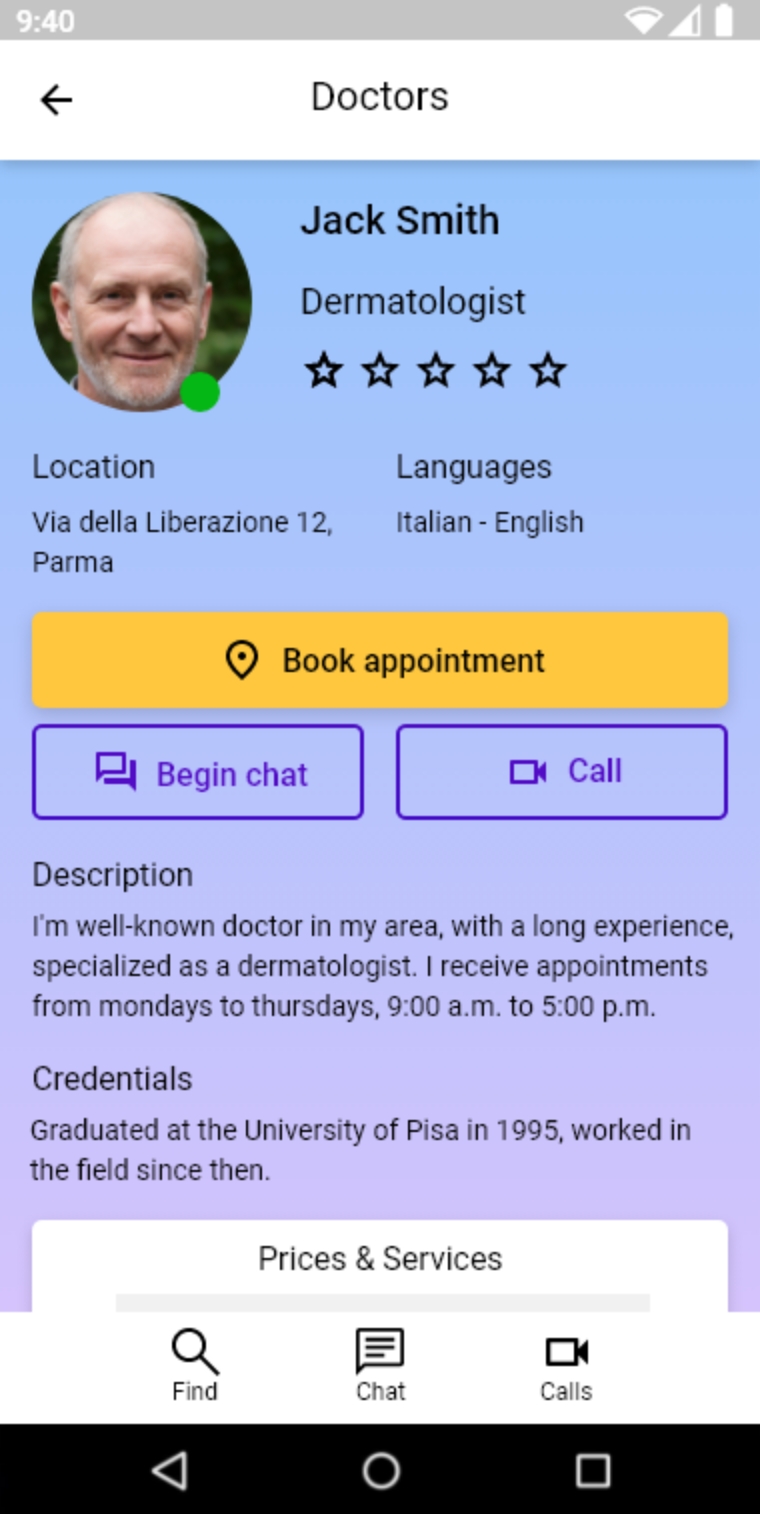 9:40
Doctors
Jack Smith
Dermatologist
Location
Via della Liberazione 12,
Parma
Languages
Italian - English
Book appointment
Begin chat
Call
Description
I'm well-known doctor in my area, with a long experience,
specialized as a dermatologist. I receive appointments
from mondays to thursdays, 9:00 a.m. to 5:00 p.m.
Credentials
Graduated at the University of Pisa in 1995, worked in
the field since then.
Prices & Services
Find
Chat
Calls